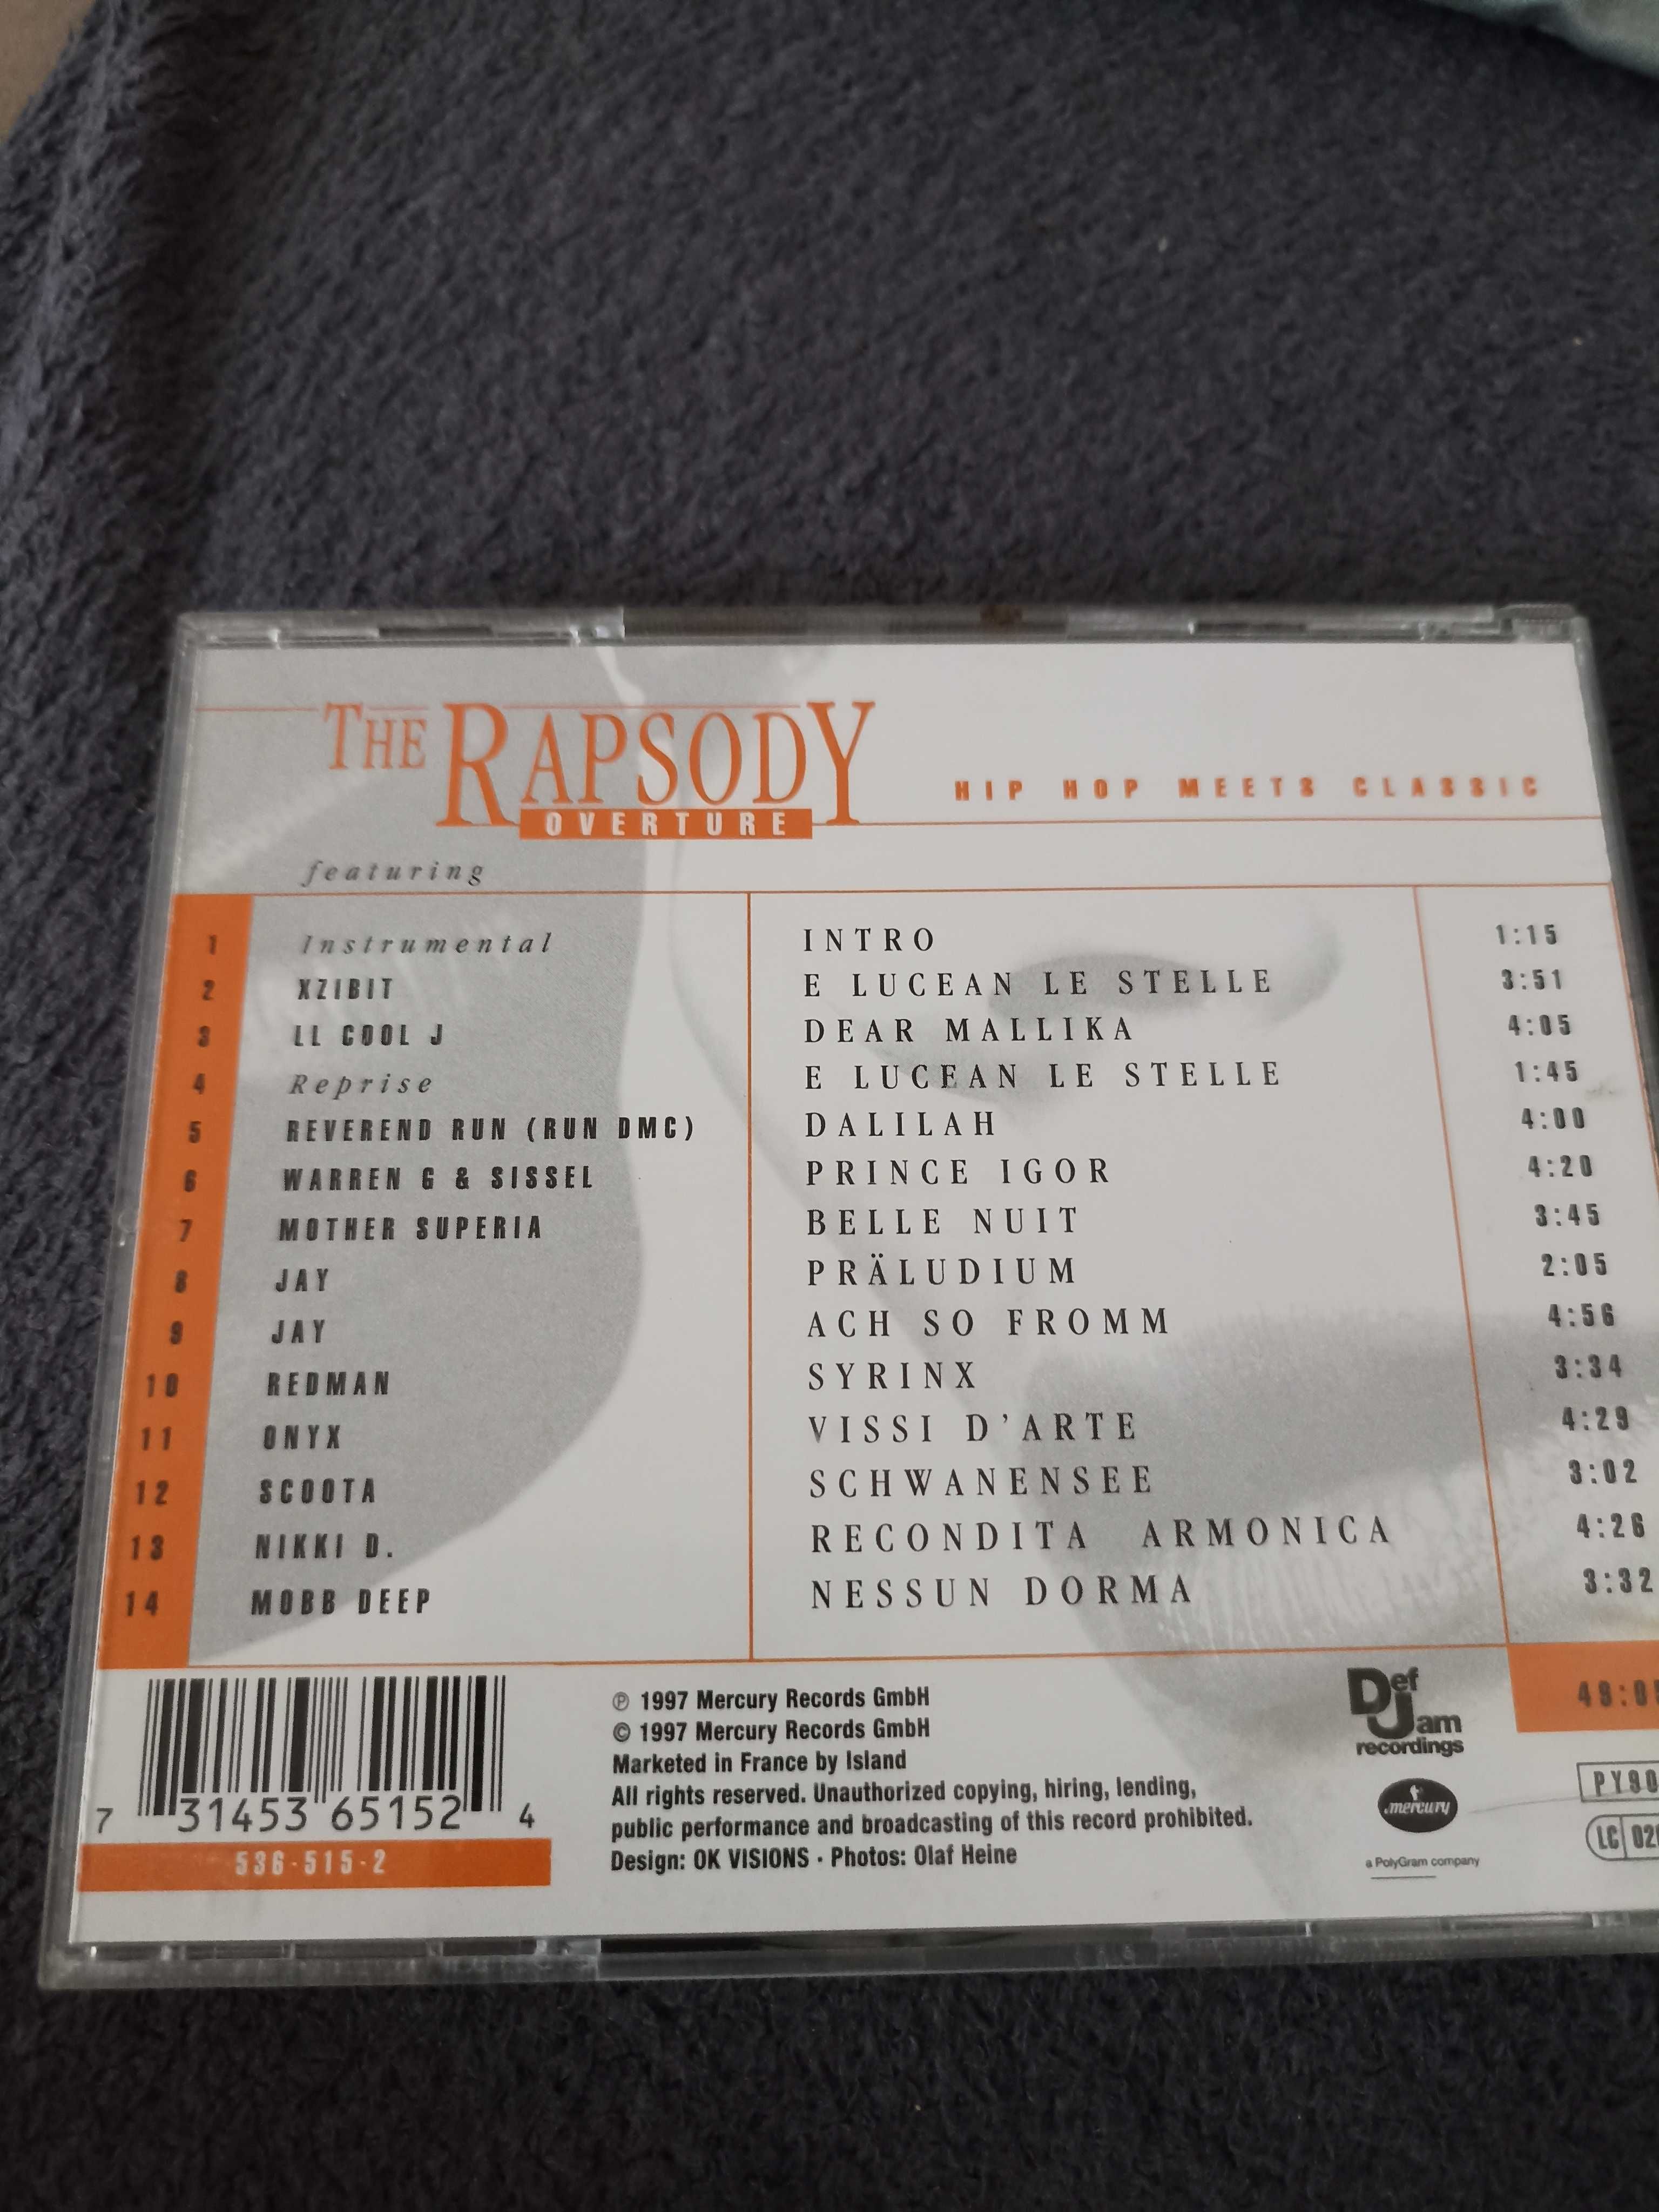 THE RAPSODY
OVERTURE
HIP HOP MEETS CLASSIC
featuring
1 Instrumental INTRO 1:15
2 XZIBIT E LUCEAN LE STELLE 3:51
3 LL COOL J DEAR MALLIKA 4:05
4 Reprise E LUCEAN LE STELLE 1:45
5 REVEREND RUN (RUN DMC) DALILAH 4:00
6 WARREN G & SISSEL PRINCE IGOR 4:20
7 MOTHER SUPERIA BELLE NUIT 3:45
8 JAY PRÄLUDIUM 2:05
9 JAY ACH SO FROMM 4:56
10 REDMAN SYRINX 3:34
11 ONYX VISSI D'ARTE 4:29
12 SCOOTA SCHWANENSEE 3:02
13 NIKKI D. RECONDITA ARMONICA 4:26
14 MOBB DEEP NESSUN DORMA 3:32
7 31453 65152 4
536-515-2
℗ 1997 Mercury Records GmbH
© 1997 Mercury Records GmbH
Marketed in France by Island
All rights reserved. Unauthorized copying, hiring, lending,
public performance and broadcasting of this record prohibited.
Design: OK VISIONS · Photos: Olaf Heine
Def Jam
recordings
mercury
a PolyGram company
PY90
LC